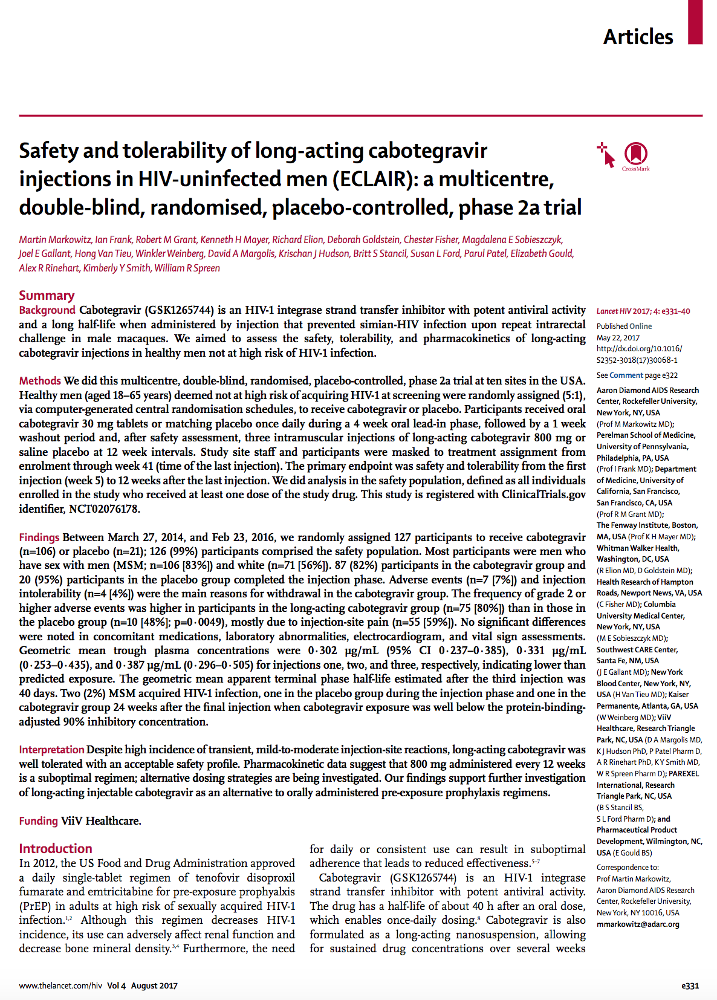 Articles
Safety and tolerability of long-acting cabotegravir
injections in HIV-uninfected men (ECLAIR): a multicentre,
double-blind, randomised, placebo-controlled, phase 2a trial
CrossMark
Martin Markowitz, Ian Frank, Robert M Grant, Kenneth H Mayer, Richard Elion, Deborah Goldstein, Chester Fisher, Magdalena E Sobieszczyk,
Joel E Gallant, Hong Van Tieu, Winkler Weinberg, David A Margolis, Krischan J Hudson, Britt S Stancil, Susan L Ford, Parul Patel, Elizabeth Gould,
Alex R Rinehart, Kimberly Y Smith, William R Spreen
Summary
Background Cabotegravir (GSK1265744) is an HIV-1 integrase strand transfer inhibitor with potent antiviral activity
and a long half-life when administered by injection that prevented simian-HIV infection upon repeat intrarectal
challenge in male macaques. We aimed to assess the safety, tolerability, and pharmacokinetics of long-acting
cabotegravir injections in healthy men not at high risk of HIV-1 infection.
Methods We did this multicentre, double-blind, randomised, placebo-controlled, phase 2a trial at ten sites in the USA.
Healthy men (aged 18–65 years) deemed not at high risk of acquiring HIV-1 at screening were randomly assigned (5:1),
via computer-generated central randomisation schedules, to receive cabotegravir or placebo. Participants received oral
cabotegravir 30 mg tablets or matching placebo once daily during a 4 week oral lead-in phase, followed by a 1 week
washout period and, after safety assessment, three intramuscular injections of long-acting cabotegravir 800 mg or
saline placebo at 12 week intervals. Study site staff and participants were masked to treatment assignment from
enrolment through week 41 (time of the last injection). The primary endpoint was safety and tolerability from the first
injection (week 5) to 12 weeks after the last injection. We did analysis in the safety population, defined as all individuals
enrolled in the study who received at least one dose of the study drug. This study is registered with ClinicalTrials.gov
identifier, NCT02076178.
Findings Between March 27, 2014, and Feb 23, 2016, we randomly assigned 127 participants to receive cabotegravir
(n=106) or placebo (n=21); 126 (99%) participants comprised the safety population. Most participants were men who
have sex with men (MSM; n=106 [83%]) and white (n=71 [56%]). 87 (82%) participants in the cabotegravir group and
20 (95%) participants in the placebo group completed the injection phase. Adverse events (n=7 [7%]) and injection
intolerability (n=4 [4%]) were the main reasons for withdrawal in the cabotegravir group. The frequency of grade 2 or
higher adverse events was higher in participants in the long-acting cabotegravir group (n=75 [80%]) than in those in
the placebo group (n=10 [48%]; p=0·0049), mostly due to injection-site pain (n=55 [59%]). No significant differences
were noted in concomitant medications, laboratory abnormalities, electrocardiogram, and vital sign assessments.
Geometric mean trough plasma concentrations were 0·302 µg/mL (95% CI 0·237–0·385), 0·331 µg/mL
(0·253–0·435), and 0·387 µg/mL (0·296–0·505) for injections one, two, and three, respectively, indicating lower than
predicted exposure. The geometric mean apparent terminal phase half-life estimated after the third injection was
40 days. Two (2%) MSM acquired HIV-1 infection, one in the placebo group during the injection phase and one in the
cabotegravir group 24 weeks after the final injection when cabotegravir exposure was well below the protein-binding-
adjusted 90% inhibitory concentration.
Interpretation Despite high incidence of transient, mild-to-moderate injection-site reactions, long-acting cabotegravir was
well tolerated with an acceptable safety profile. Pharmacokinetic data suggest that 800 mg administered every 12 weeks
is a suboptimal regimen; alternative dosing strategies are being investigated. Our findings support further investigation
of long-acting injectable cabotegravir as an alternative to orally administered pre-exposure prophylaxis regimens.
Funding ViiV Healthcare.
Introduction
In 2012, the US Food and Drug Administration approved
a daily single-tablet regimen of tenofovir disoproxil
fumarate and emtricitabine for pre-exposure prophyalxis
(PrEP) in adults at high risk of sexually acquired HIV-1
infection.1,2 Although this regimen decreases HIV-1
incidence, its use can adversely affect renal function and
decrease bone mineral density.3,4 Furthermore, the need
for daily or consistent use can result in suboptimal
adherence that leads to reduced effectiveness.5–7
Cabotegravir (GSK1265744) is an HIV-1 integrase
strand transfer inhibitor with potent antiviral activity.
The drug has a half-life of about 40 h after an oral dose,
which enables once-daily dosing.8 Cabotegravir is also
formulated as a long-acting nanosuspension, allowing
for sustained drug concentrations over several weeks
Lancet HIV 2017; 4: e331–40
Published Online
May 22, 2017
http://dx.doi.org/10.1016/
S2352-3018(17)30068-1
See Comment page e322
Aaron Diamond AIDS Research
Center, Rockefeller University,
New York, NY, USA
(Prof M Markowitz MD);
Perelman School of Medicine,
University of Pennsylvania,
Philadelphia, PA, USA
(Prof I Frank MD); Department
of Medicine, University of
California, San Francisco,
San Francisco, CA, USA
(Prof R M Grant MD);
The Fenway Institute, Boston,
MA, USA (Prof K H Mayer MD);
Whitman Walker Health,
Washington, DC, USA
(R Elion MD, D Goldstein MD);
Health Research of Hampton
Roads, Newport News, VA, USA
(C Fisher MD); Columbia
University Medical Center,
New York, NY, USA
(M E Sobieszczyk MD);
Southwest CARE Center,
Santa Fe, NM, USA
(J E Gallant MD); New York
Blood Center, New York, NY,
USA (H Van Tieu MD); Kaiser
Permanente, Atlanta, GA, USA
(W Weinberg MD); ViiV
Healthcare, Research Triangle
Park, NC, USA (D A Margolis MD,
K J Hudson PhD, P Patel Pharm D,
A R Rinehart PhD, K Y Smith MD,
W R Spreen Pharm D); PAREXEL
International, Research
Triangle Park, NC, USA
(B S Stancil BS,
S L Ford Pharm D); and
Pharmaceutical Product
Development, Wilmington, NC,
USA (E Gould BS)
Correspondence to:
Prof Martin Markowitz,
Aaron Diamond AIDS Research
Center, Rockefeller University,
New York, NY 10016, USA
mmarkowitz@adarc.org
www.thelancet.com/hiv Vol 4 August 2017
e331